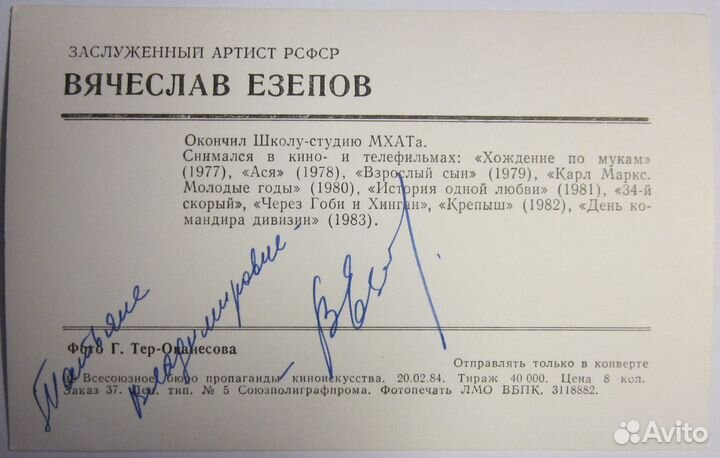 ЗАСЛУЖЕННЫЙ АРТИСТ РСФСР
ВЯЧЕСЛАВ ЕЗЕПОВ
Окончил Школу-студию МХАТа.
Снимался в кино- и телефильмах: «Хождение по мукам»
(1977), «Ася» (1978), «Взрослый сын» (1979), «Карл Маркс.
Молодые годы» (1980), «История одной любви» (1981), «34-й
скорый», «Через Гоби и Хинган», «Крепыш» (1982), «День ко-
мандира дивизии» (1983).
Татьяне
Владимировне -
- ВЕзе
Фото Г. Тер-Ованесова
Отправлять только в конверте
© Всесоюзное бюро пропаганды киноискусства. 20.02.84. Тираж 40 000. Цена 8 коп.
Заказ 37. Тип. № 5 Союзполиграфпрома. Фотопечать ЛМО ВБПК. 3118882.
Avito